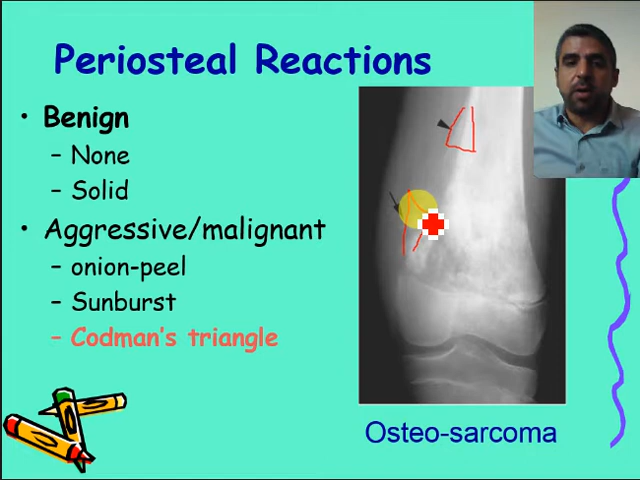 Periosteal Reactions
• Benign
– None
– Solid
• Aggressive/malignant
– onion-peel
– Sunburst
– Codman's triangle
Osteo-sarcoma